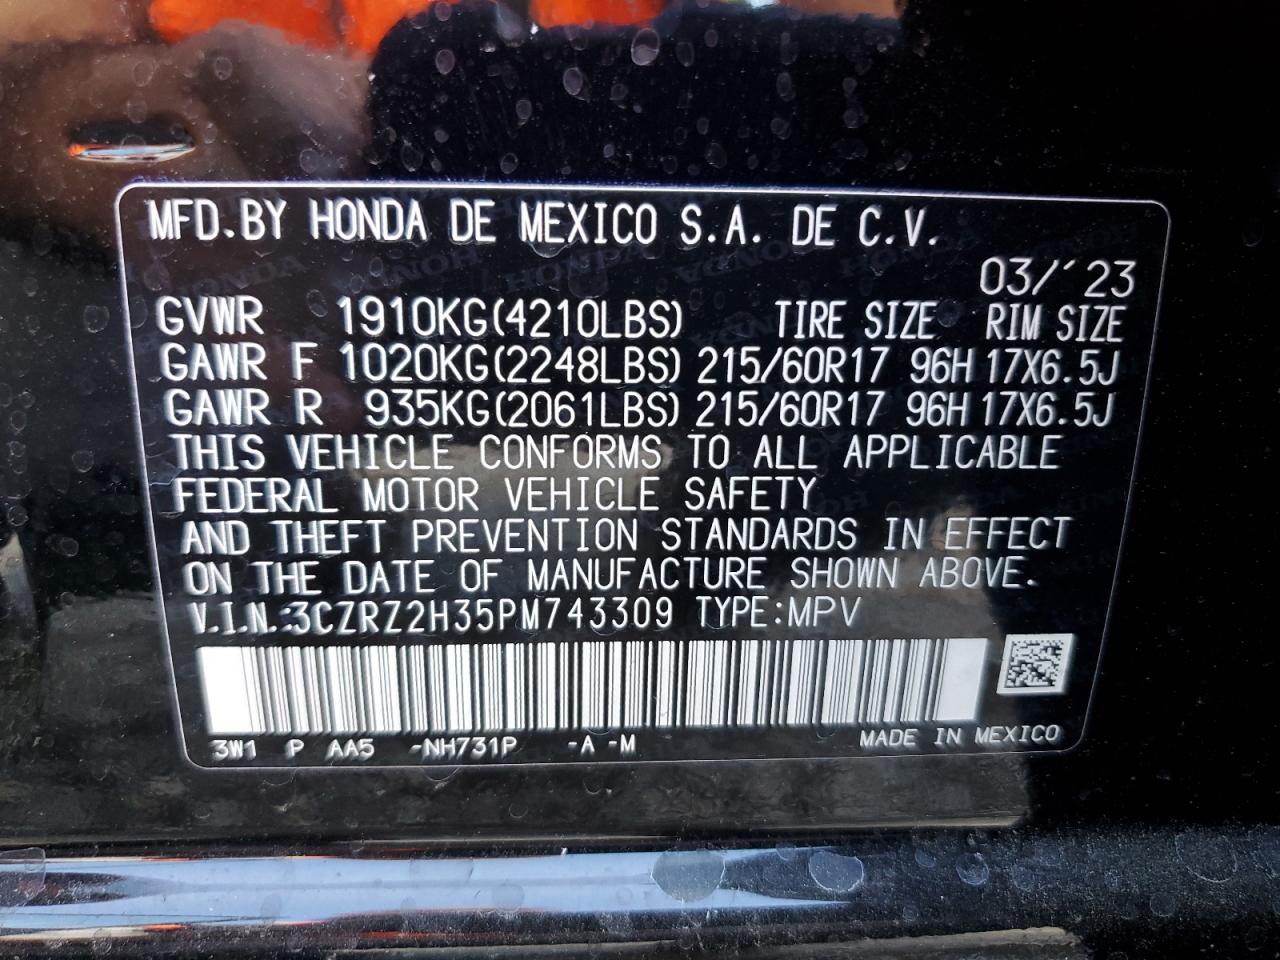 MFD.BY HONDA DE MEXICO S.A. DE C.V.
03/'23
GVWR 1910KG(4210LBS) TIRE SIZE RIM SIZE
GAWR F 1020KG(2248LBS) 215/60R17 96H 17X6.5J
GAWR R 935KG(2061LBS) 215/60R17 96H 17X6.5J
THIS VEHICLE CONFORMS TO ALL APPLICABLE
FEDERAL MOTOR VEHICLE SAFETY
AND THEFT PREVENTION STANDARDS IN EFFECT
ON THE DATE OF MANUFACTURE SHOWN ABOVE.
V.I.N.:3CZRZ2H35PM743309 TYPE:MPV
3W1 P AA5 -NH731P -A -M MADE IN MEXICO